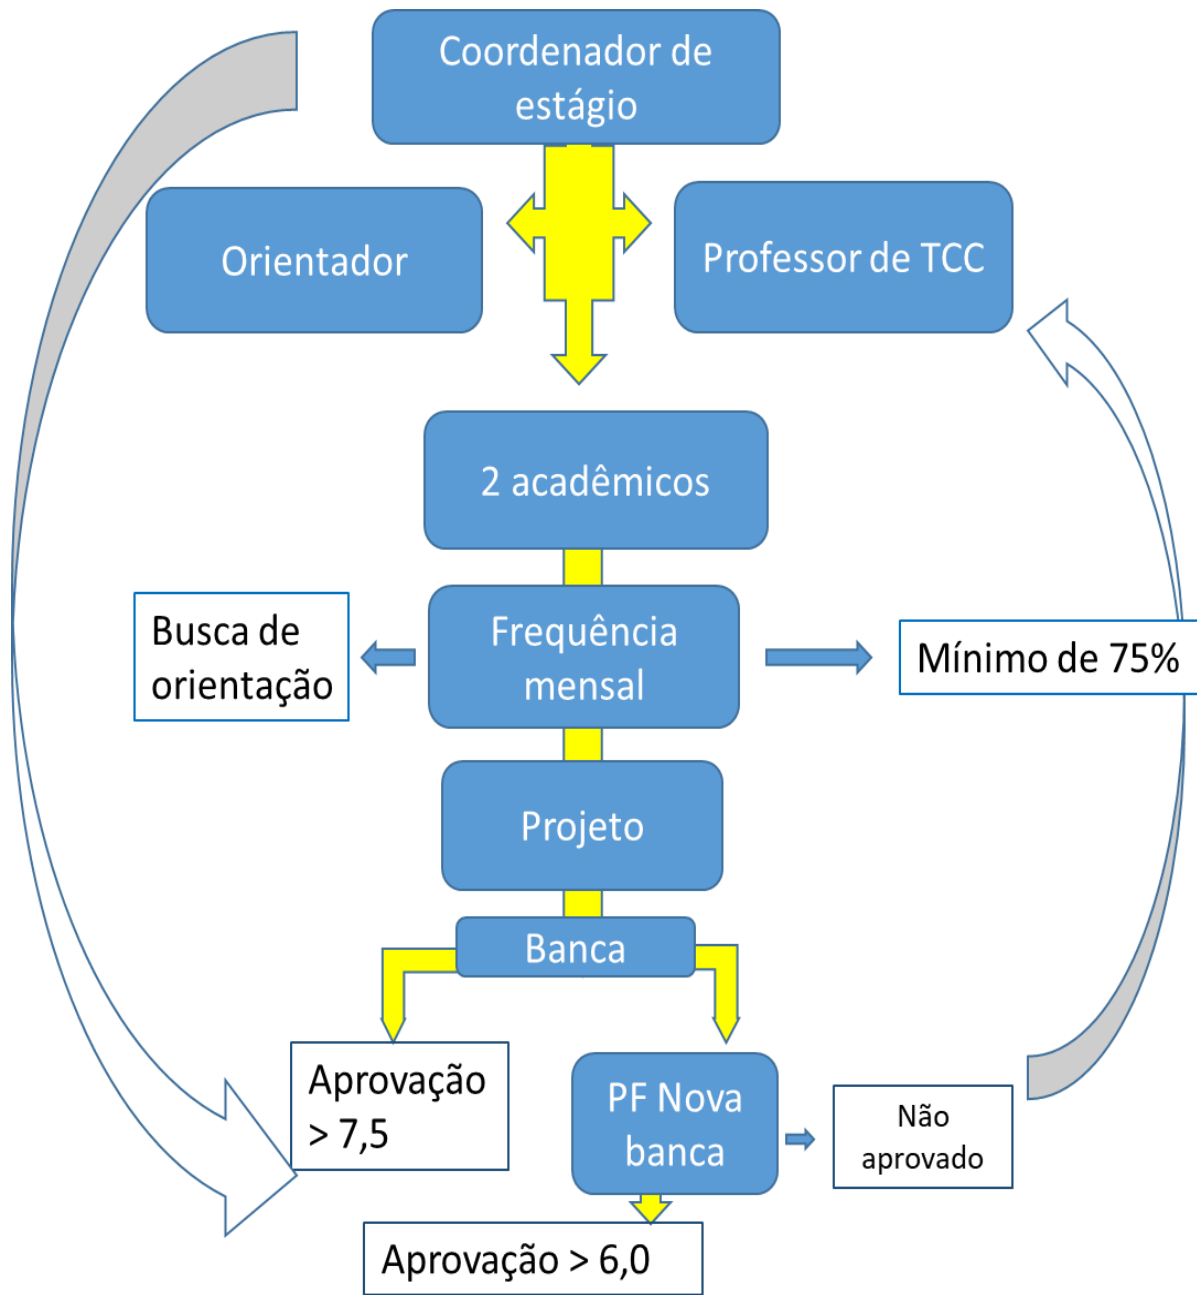 Coordenador de
estágio
Orientador
Professor de TCC
2 acadêmicos
Busca de
orientação
Frequência
mensal
Mínimo de 75%
Projeto
Banca
Aprovação
> 7,5
PF Nova
banca
Não
aprovado
Aprovação > 6,0